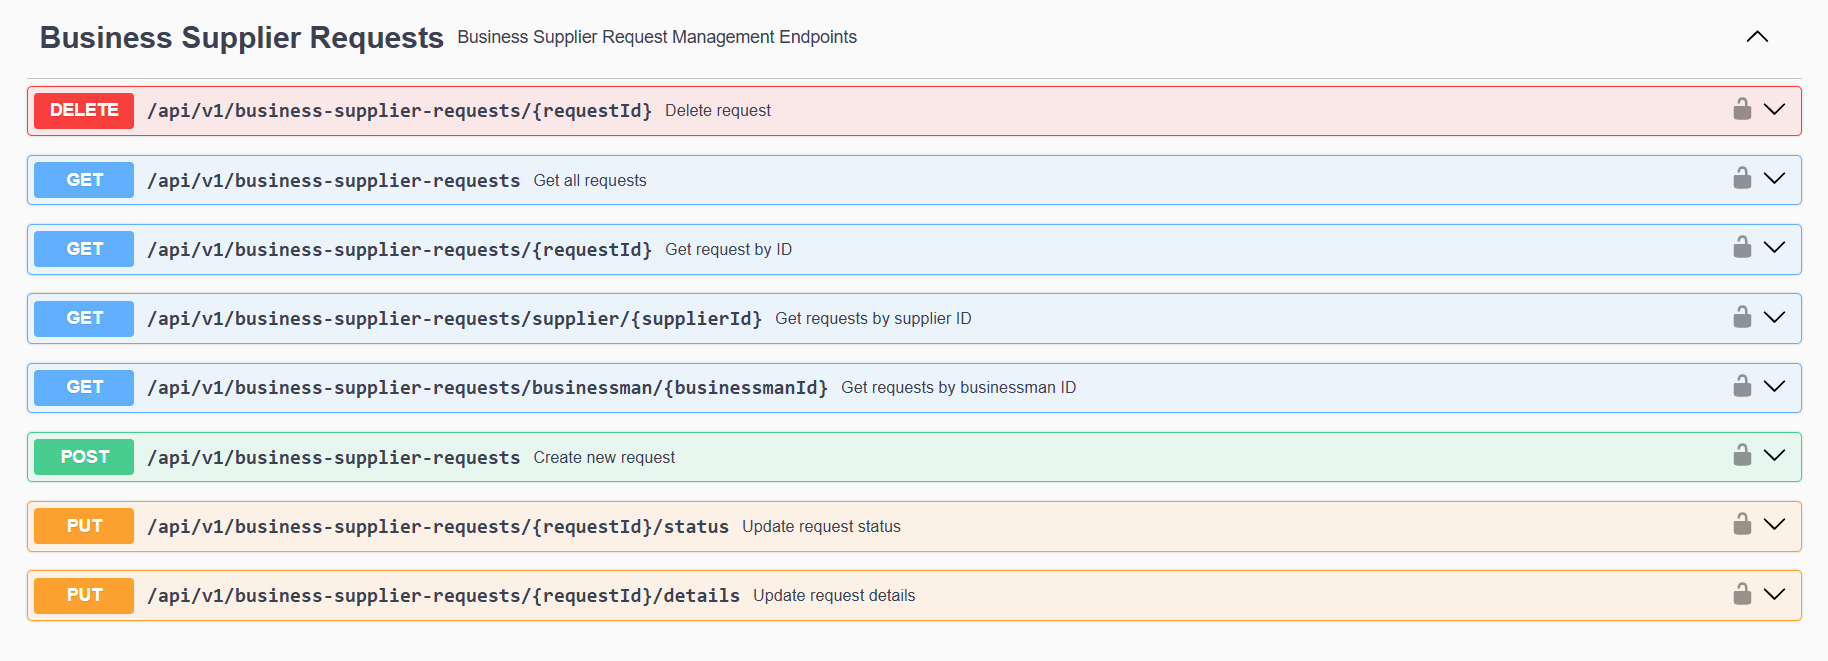 Business Supplier Requests Business Supplier Request Management Endpoints
DELETE /api/v1/business-supplier-requests/{requestId} Delete request
GET /api/v1/business-supplier-requests Get all requests
GET /api/v1/business-supplier-requests/{requestId} Get request by ID
GET /api/v1/business-supplier-requests/supplier/{supplierId} Get requests by supplier ID
GET /api/v1/business-supplier-requests/businessman/{businessmanId} Get requests by businessman ID
POST /api/v1/business-supplier-requests Create new request
PUT /api/v1/business-supplier-requests/{requestId}/status Update request status
PUT /api/v1/business-supplier-requests/{requestId}/details Update request details